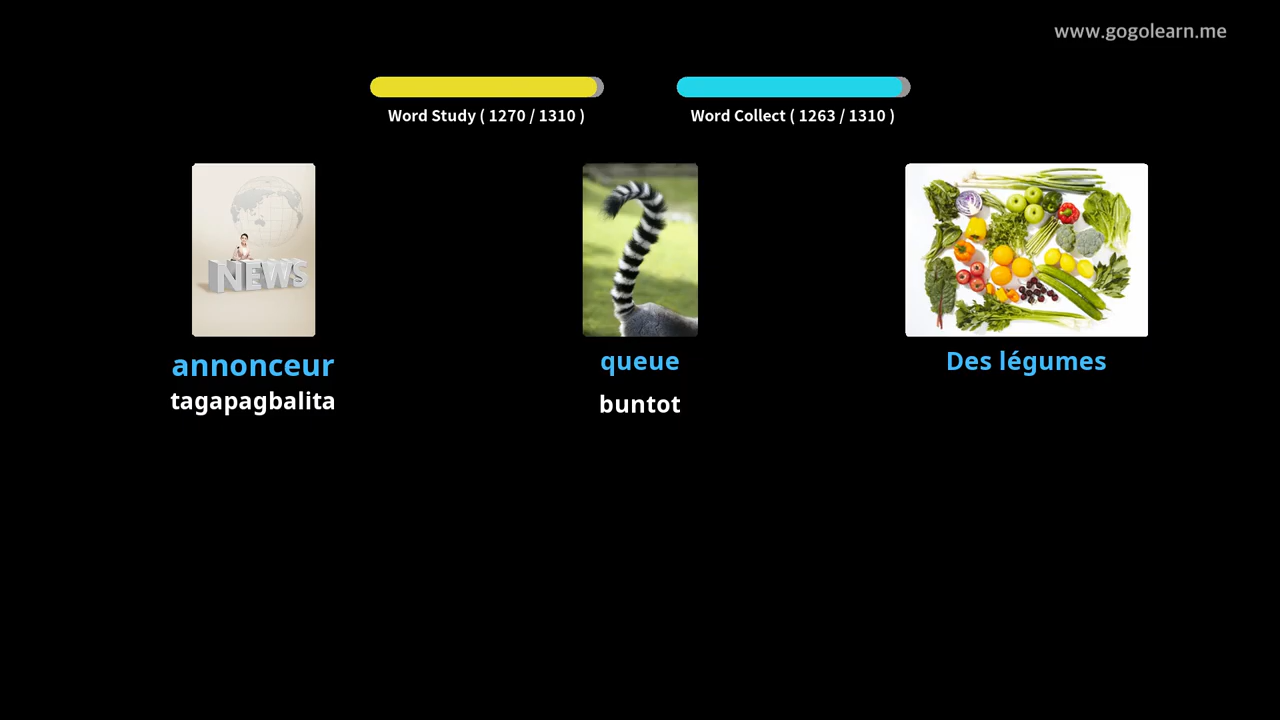 www.gogolearn.me
Word Study ( 1270 / 1310 )
Word Collect ( 1263 / 1310 )
NEWS
annonceur
tagapagbalita
queue
buntot
Des légumes